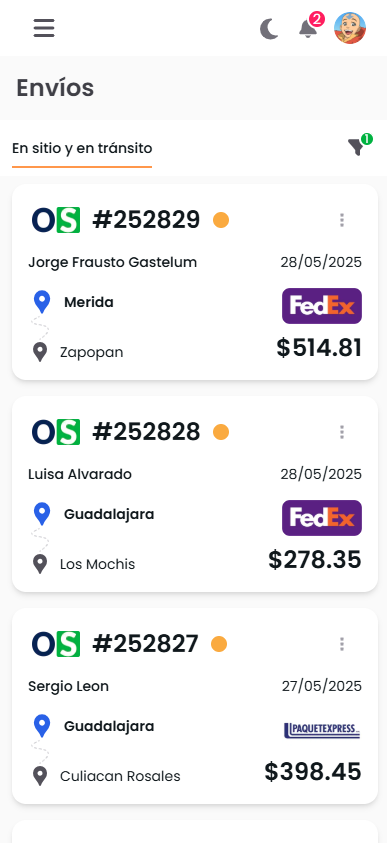 2
Envíos
En sitio y en tránsito
1
OS #252829
Jorge Frausto Gastelum 28/05/2025
Merida FedEx
Zapopan $514.81
OS #252828
Luisa Alvarado 28/05/2025
Guadalajara FedEx
Los Mochis $278.35
OS #252827
Sergio Leon 27/05/2025
Guadalajara PAQUETEXPRESS
Culiacan Rosales $398.45